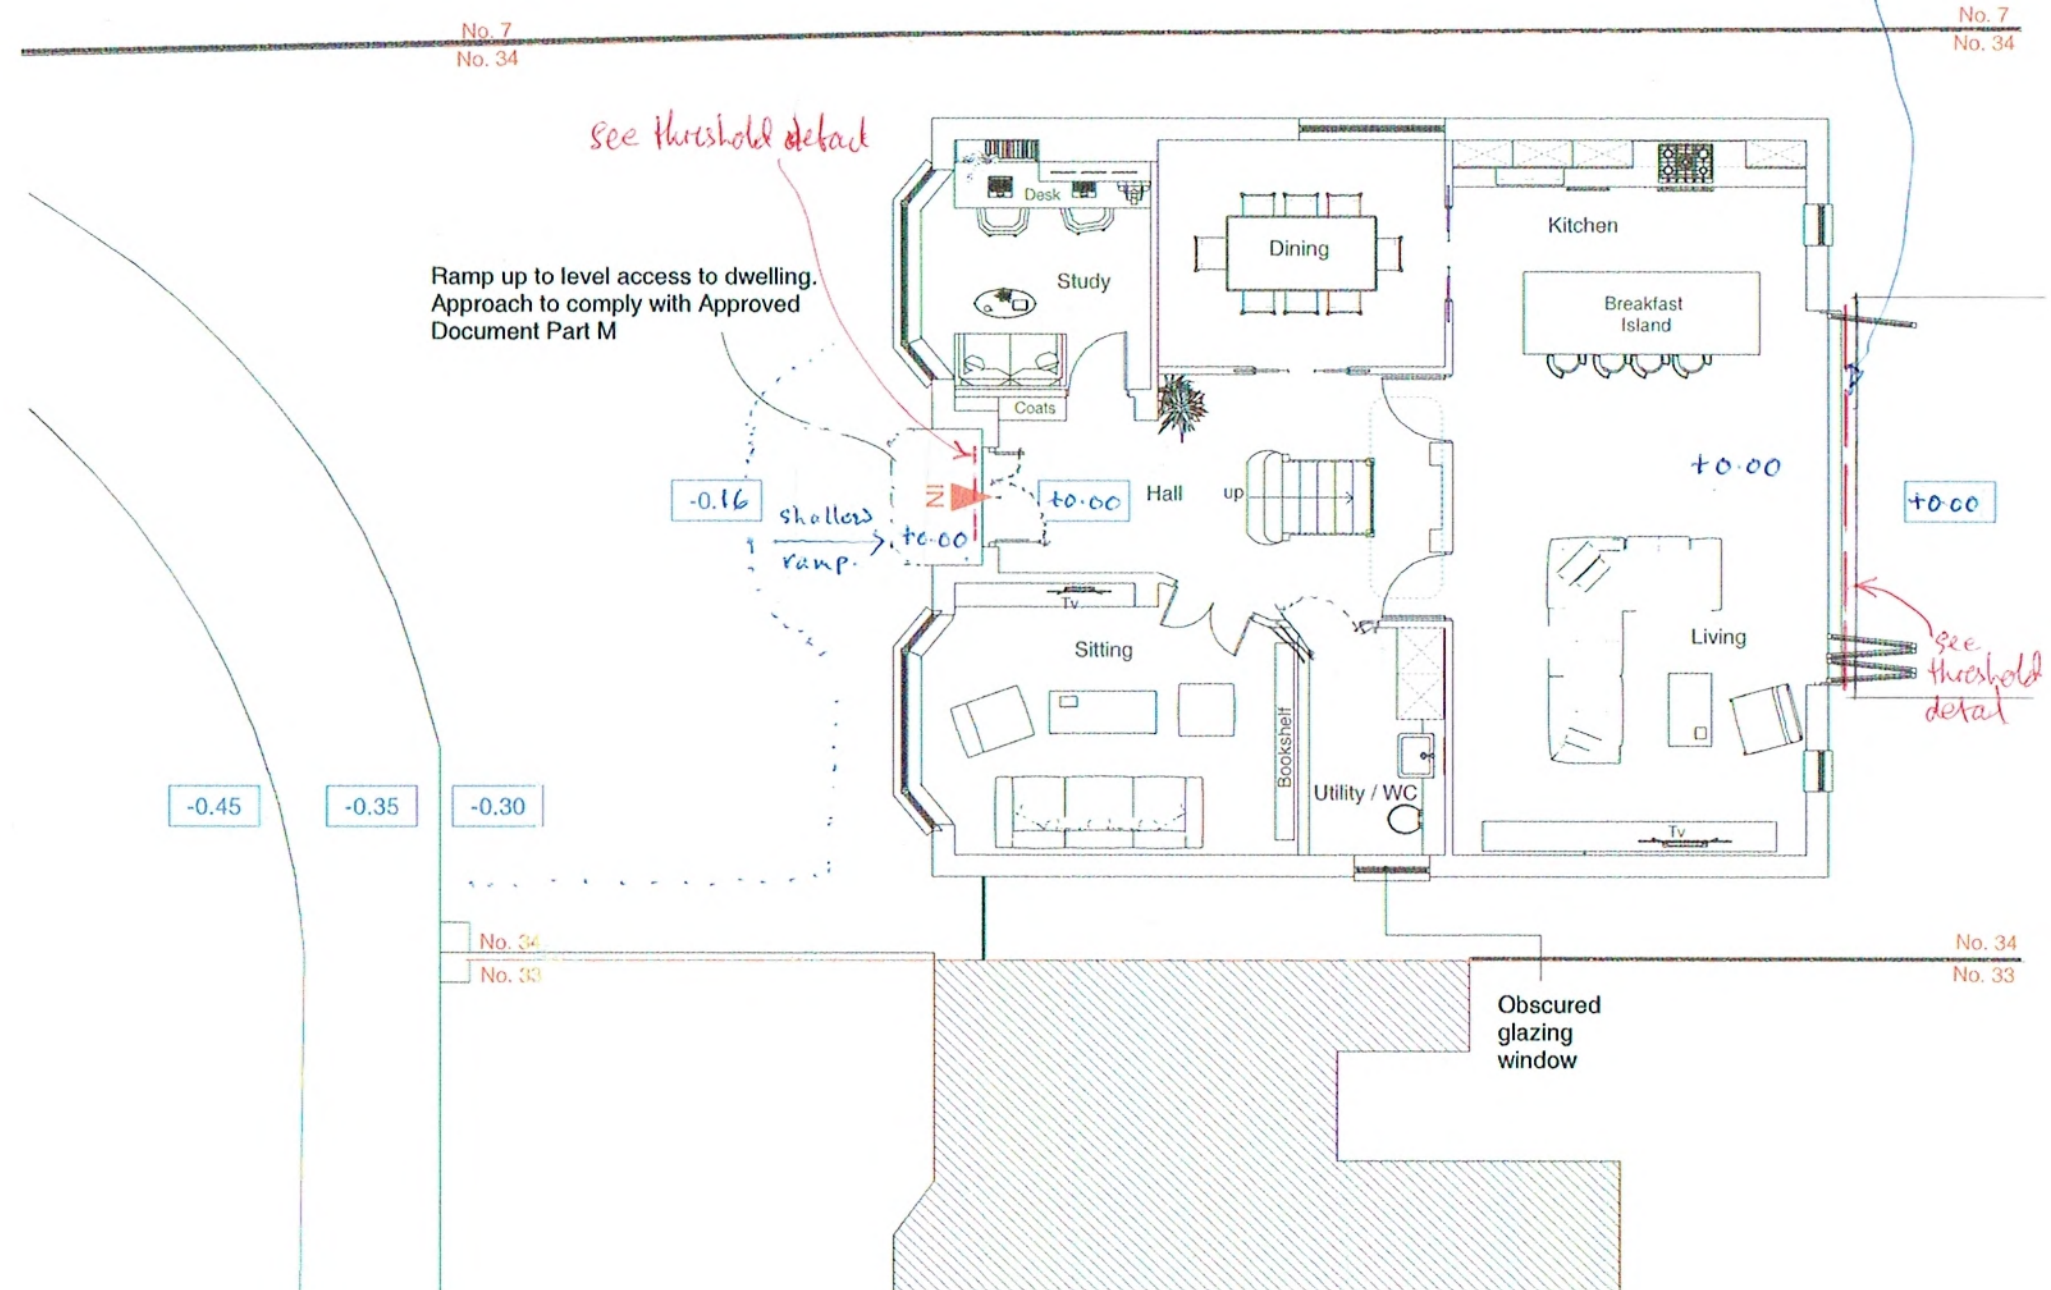 No. 7
No. 34
No. 7
No. 34
see threshold detail
Ramp up to level access to dwelling.
Approach to comply with Approved
Document Part M
Desk
Study
Coats
Dining
Kitchen
Breakfast
Island
-0.16
shallow
ramp.
IN
+0.00
+0.00
Hall
up
+0.00
+0.00
Tv
Sitting
Bookshelf
Utility / WC
Living
Tv
see
threshold
detail
-0.45
-0.35
-0.30
No. 34
No. 33
No. 34
No. 33
Obscured
glazing
window